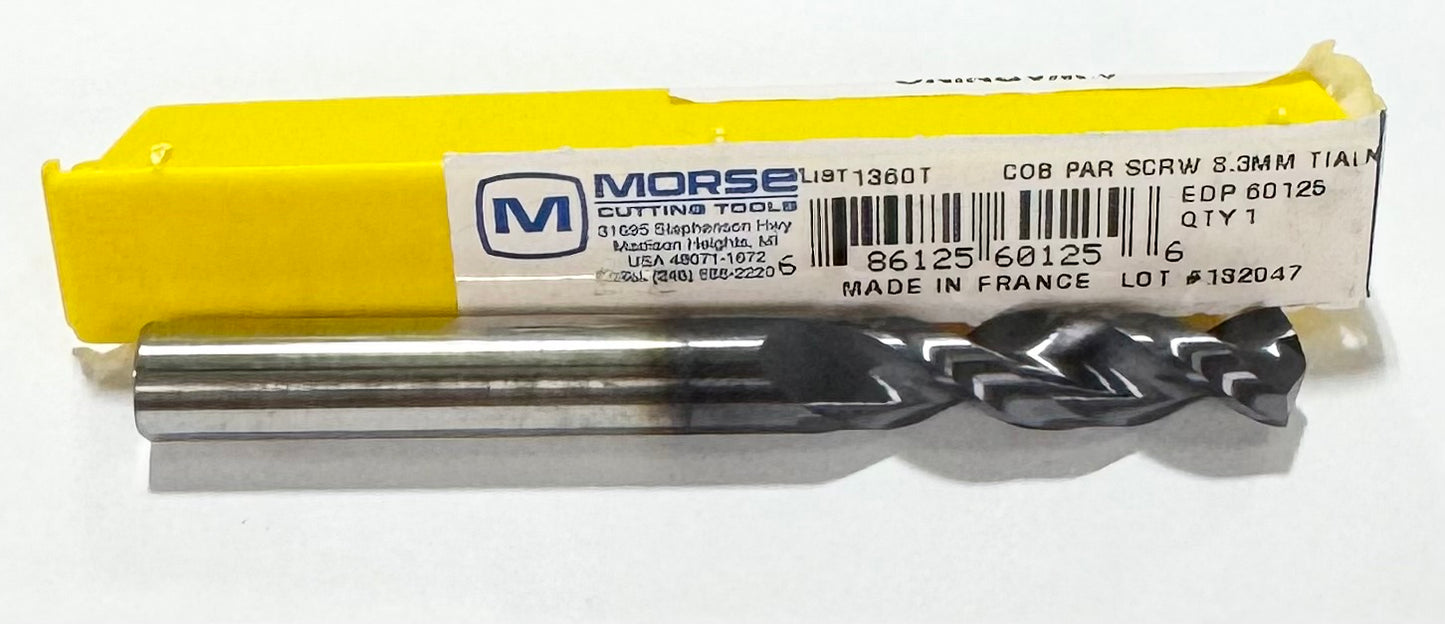 M
MORSE
CUTTING TOOLS
Stephenson Hwy
Madison Heights, MI
USA 48071-1072
LIST 1360T
COB PAR SCRW 8.3MM TIALN
EDP 60125
QTY 1
6 86125 60125 6
MADE IN FRANCE LOT #132047